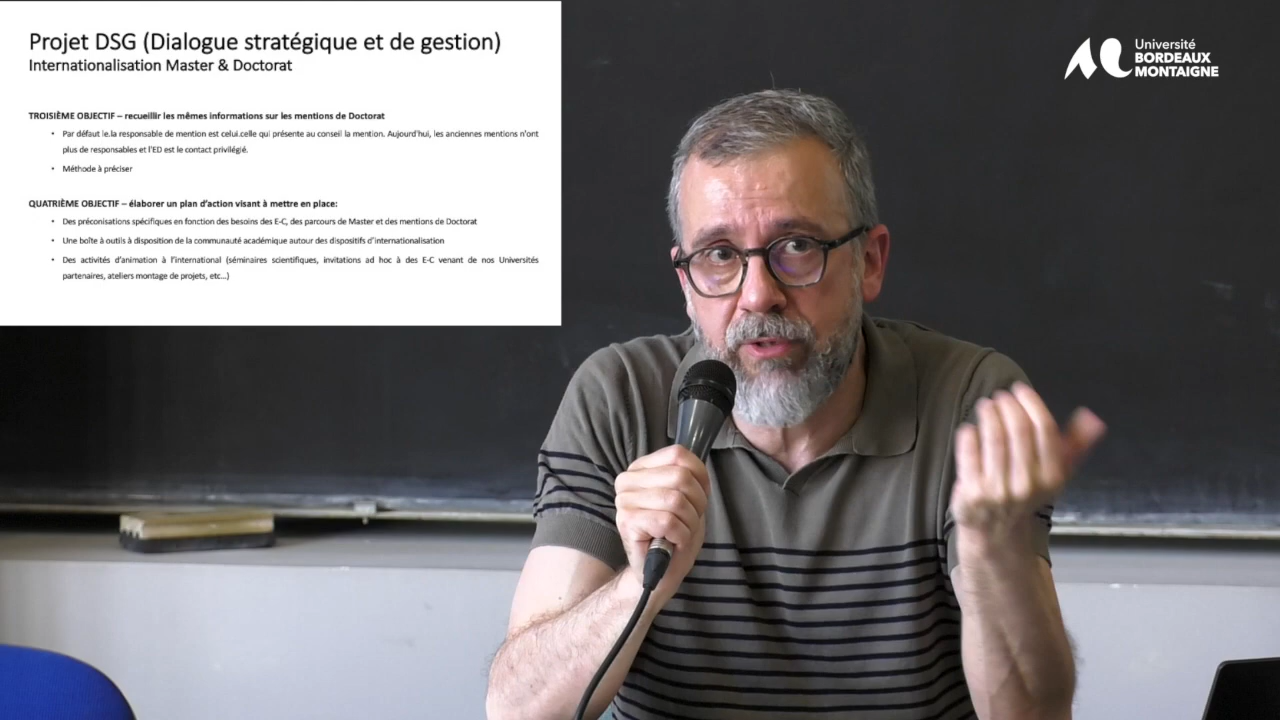 Projet DSG (Dialogue stratégique et de gestion)
Internationalisation Master & Doctorat
TROISIÈME OBJECTIF – recueillir les mêmes informations sur les mentions de Doctorat
• Par défaut le.la responsable de mention est celui.celle qui présente au conseil la mention. Aujourd'hui, les anciennes mentions n'ont
plus de responsables et l'ED est le contact privilégié.
• Méthode à préciser
QUATRIÈME OBJECTIF – élaborer un plan d'action visant à mettre en place:
• Des préconisations spécifiques en fonction des besoins des E-C, des parcours de Master et des mentions de Doctorat
• Une boîte à outils à disposition de la communauté académique autour des dispositifs d'internationalisation
• Des activités d'animation à l'international (séminaires scientifiques, invitations ad hoc à des E-C venant de nos Universités
partenaires, ateliers montage de projets, etc…)
Université
BORDEAUX
MONTAIGNE